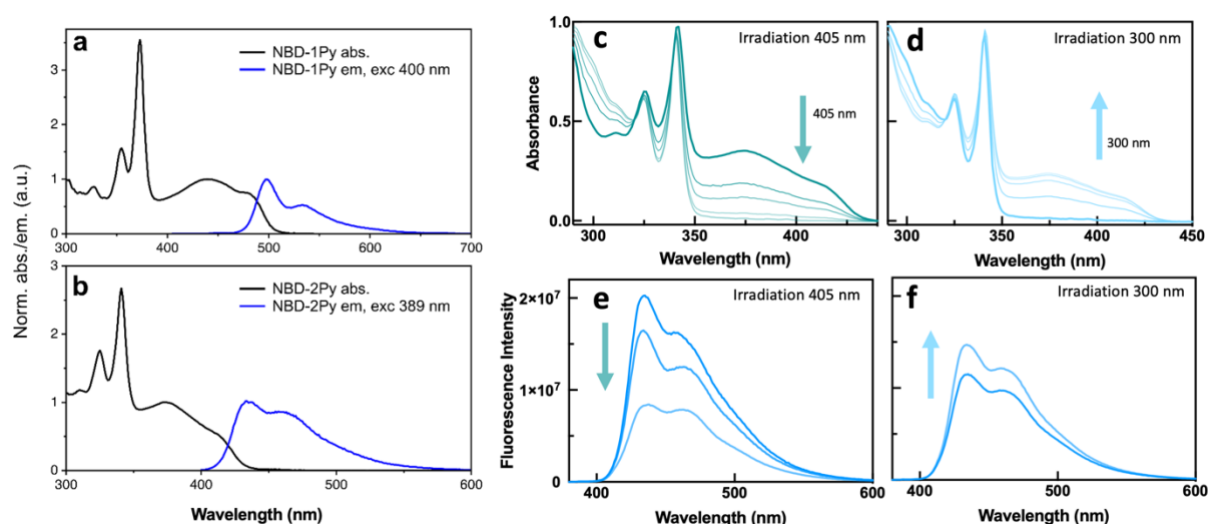 a
NBD-1Py abs.
NBD-1Py em, exc 400 nm
3
2
1
0
300 400 500 600 700
b
NBD-2Py abs.
NBD-2Py em, exc 389 nm
3
2
1
0
300 400 500 600
Wavelength (nm)
Norm. abs./em. (a.u.)
c
Irradiation 405 nm
405 nm
1.0
0.5
0.0
Absorbance
300 350 400
Wavelength (nm)
d
Irradiation 300 nm
300 nm
300 350 400 450
Wavelength (nm)
e
Irradiation 405 nm
2×10⁷
1×10⁷
0
Fluorescence Intensity
400 500 600
Wavelength (nm)
f
Irradiation 300 nm
400 500 600
Wavelength (nm)